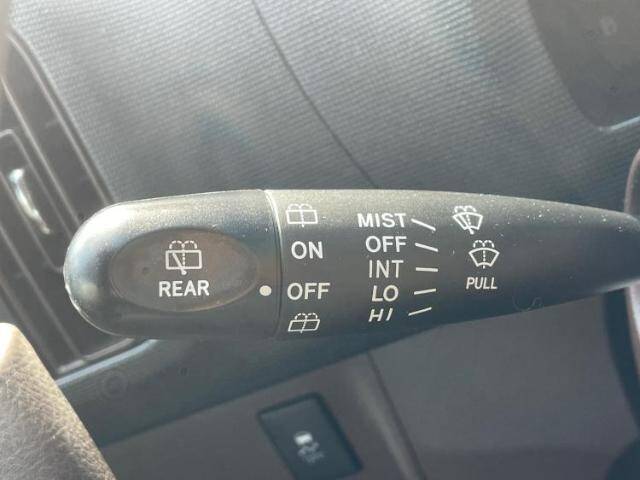 REAR
ON
OFF
MIST
OFF
INT
LO
HI
PULL